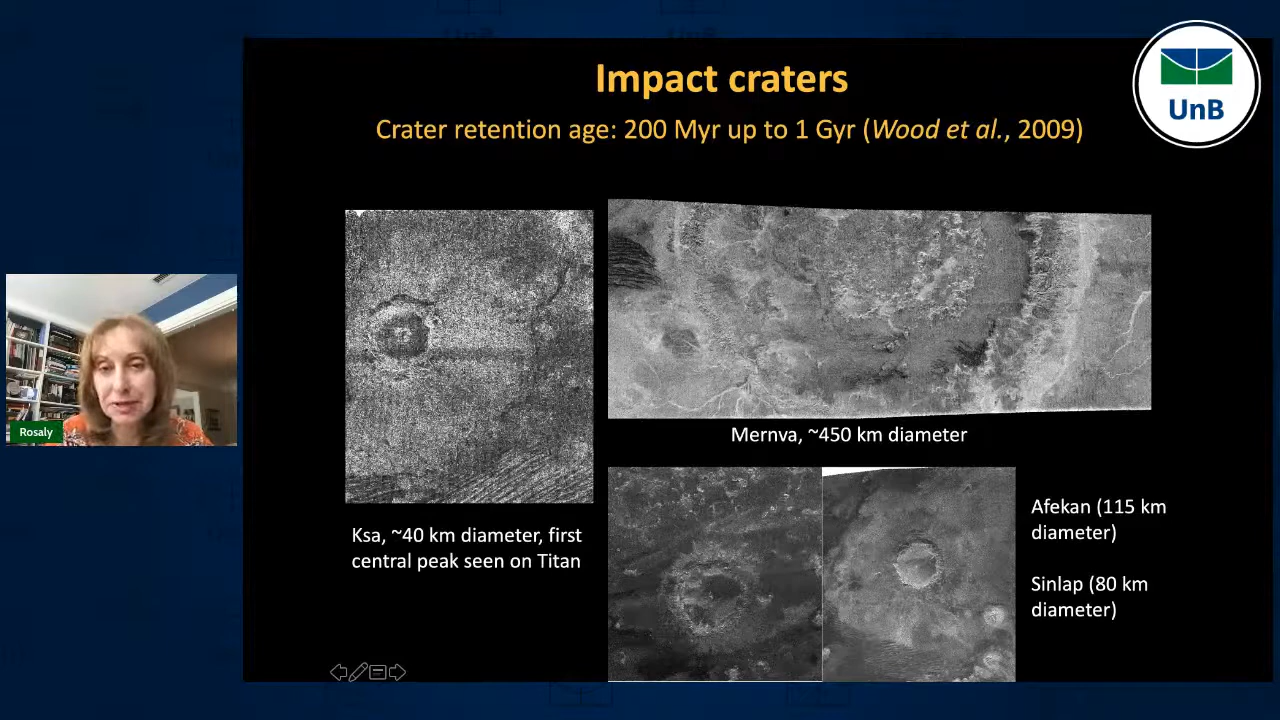 Impact craters
Crater retention age: 200 Myr up to 1 Gyr (Wood et al., 2009)
UnB
Rosaly
Mernva, ~450 km diameter
Ksa, ~40 km diameter, first
central peak seen on Titan
Afekan (115 km
diameter)
Sinlap (80 km
diameter)